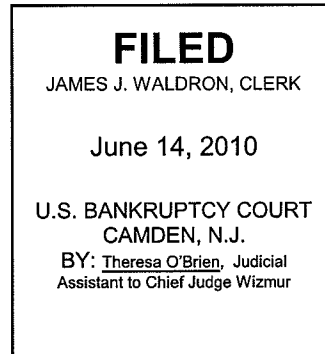 FILED
JAMES J. WALDRON, CLERK
June 14, 2010
U.S. BANKRUPTCY COURT
CAMDEN, N.J.
BY: Theresa O'Brien, Judicial
Assistant to Chief Judge Wizmur